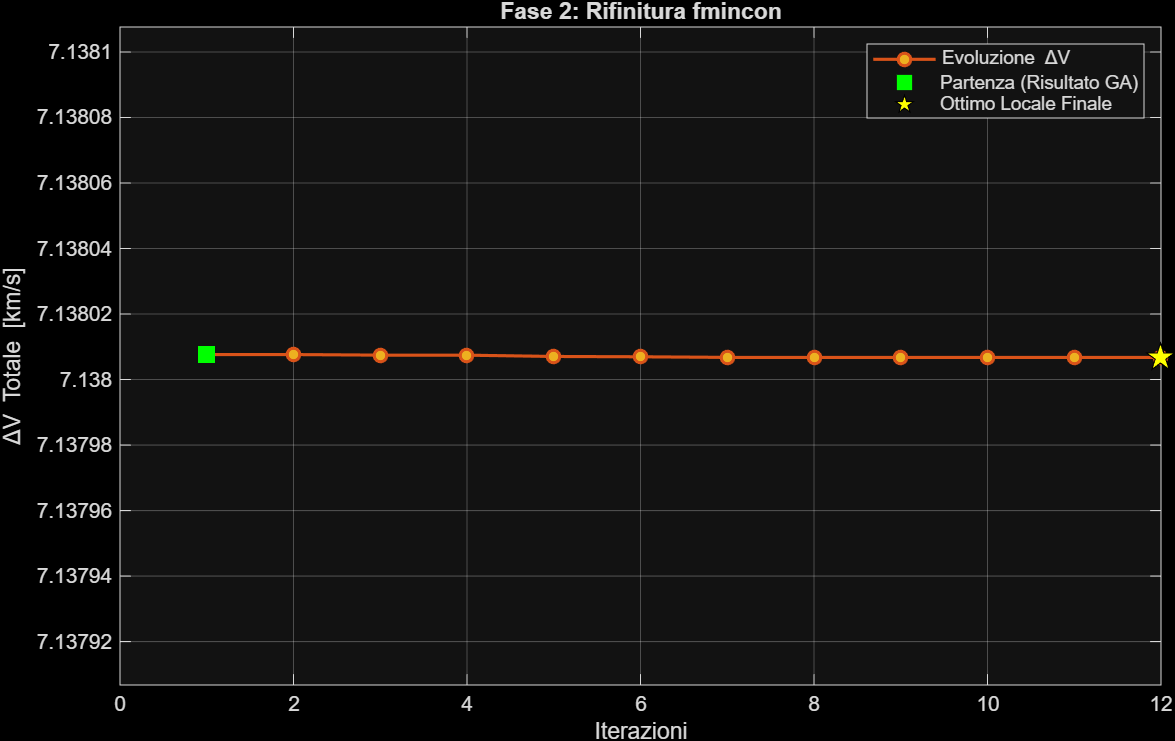 Fase 2: Rifinitura fmincon
7.1381
7.13808
7.13806
7.13804
7.13802
7.138
7.13798
7.13796
7.13794
7.13792
ΔV Totale [km/s]
Evoluzione ΔV
Partenza (Risultato GA)
Ottimo Locale Finale
0 2 4 6 8 10 12
Iterazioni